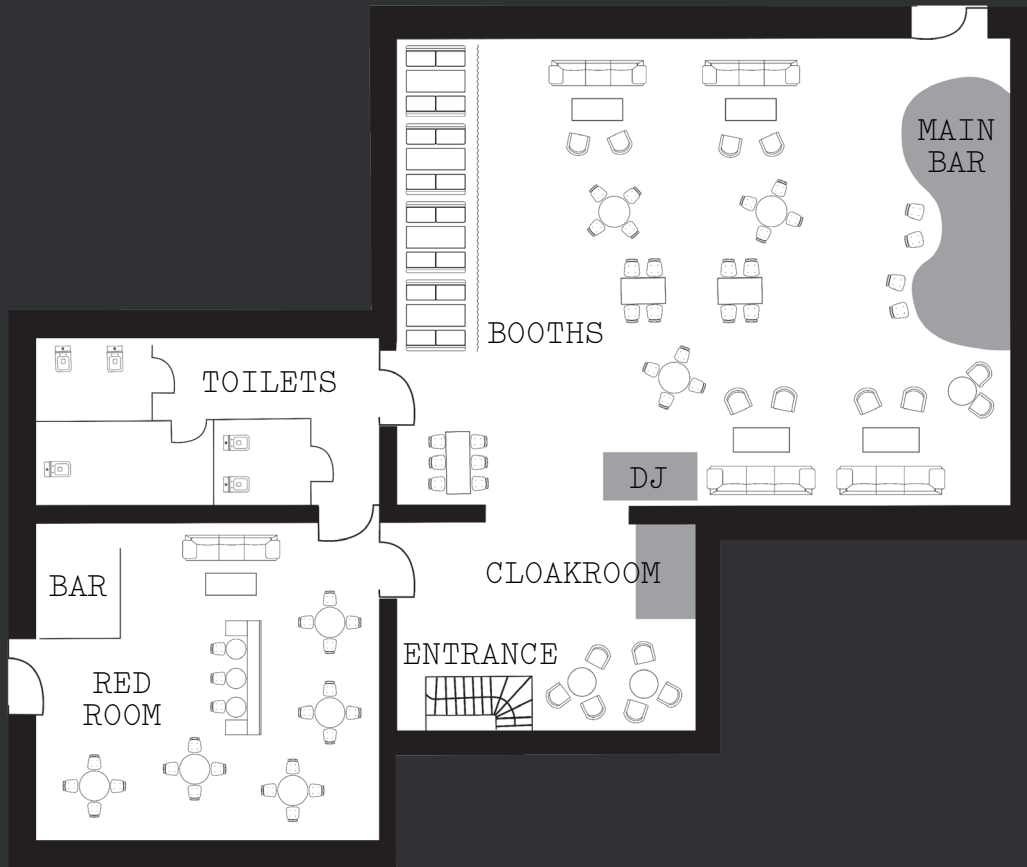 MAIN
BAR
BOOTHS
TOILETS
DJ
CLOAKROOM
BAR
ENTRANCE
RED
ROOM